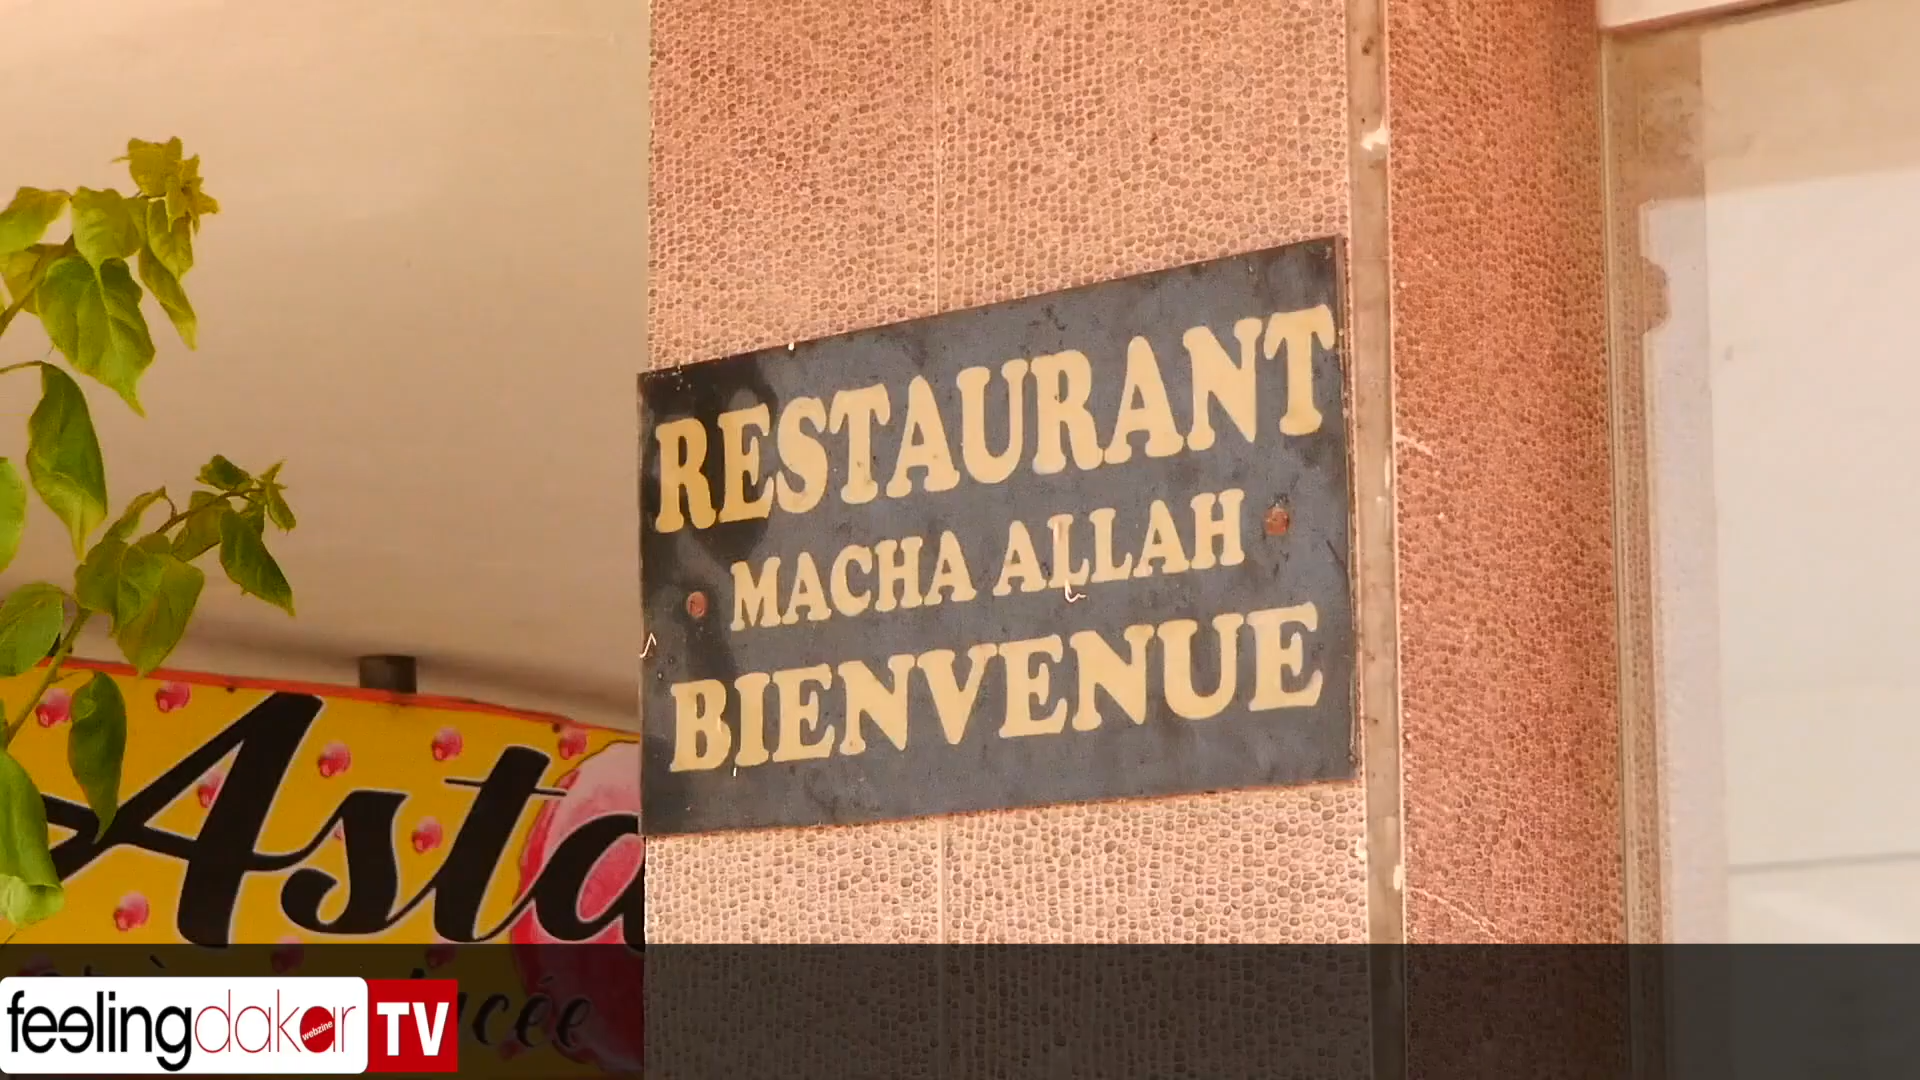 RESTAURANT
MACHA ALLAH
BIENVENUE
Asta
feelingdakar TV
webzine